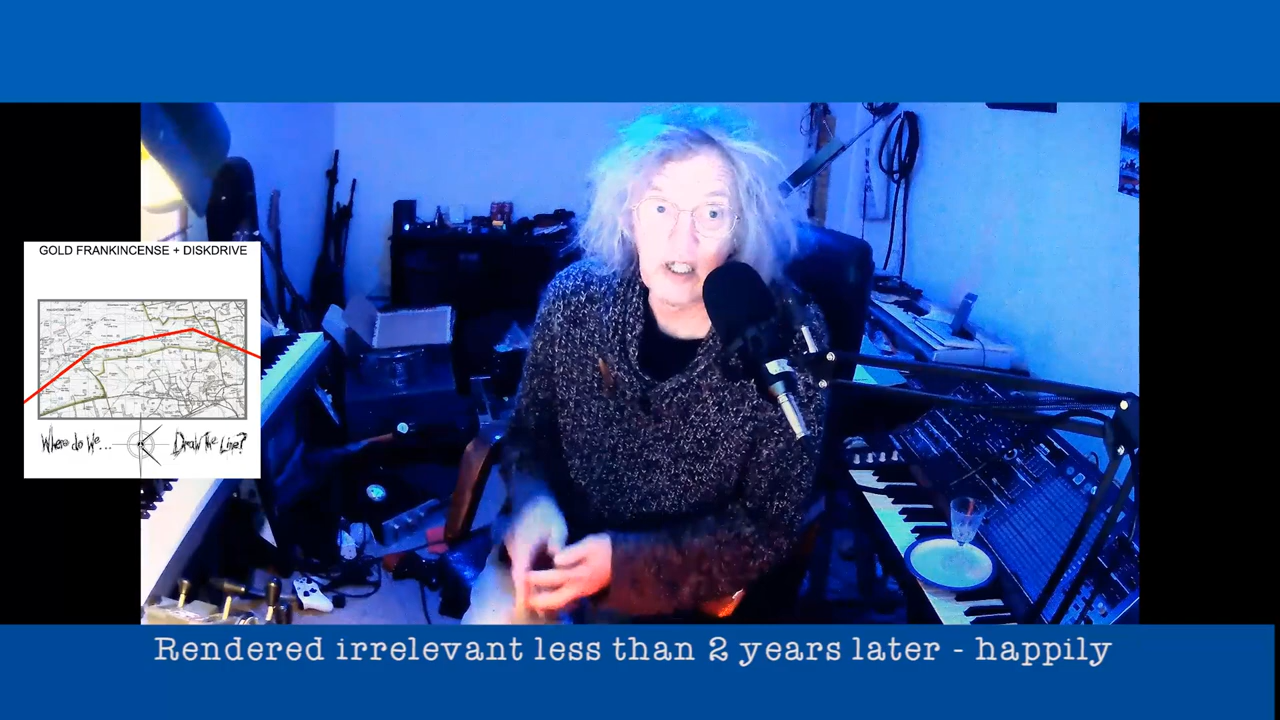 GOLD FRANKINCENSE + DISKDRIVE
Where do We... Draw The Line?
Rendered irrelevant less than 2 years later - happily